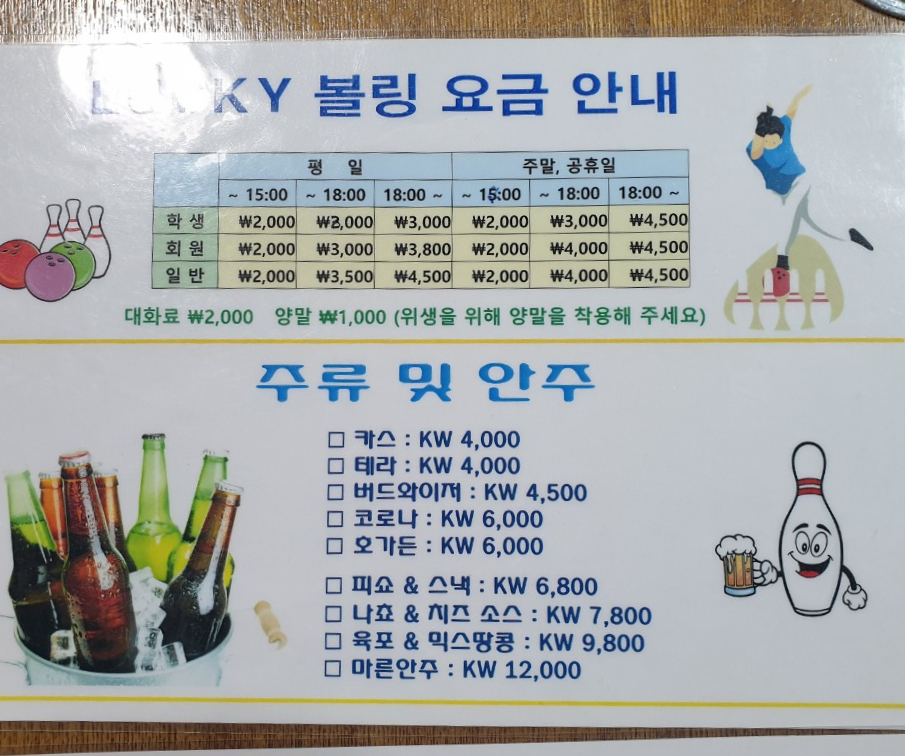 LUCKY 볼링 요금 안내
평 일 주말, 공휴일
~ 15:00 ~ 18:00 18:00 ~ ~ 15:00 ~ 18:00 18:00 ~
학 생 ₩2,000 ₩3,000 ₩3,000 ₩2,000 ₩3,000 ₩4,500
회 원 ₩2,000 ₩3,000 ₩3,800 ₩2,000 ₩4,000 ₩4,500
일 반 ₩2,000 ₩3,500 ₩4,500 ₩2,000 ₩4,000 ₩4,500
대화료 ₩2,000 양말 ₩1,000 (위생을 위해 양말을 착용해 주세요)
주류 및 안주
□ 카스 : KW 4,000
□ 테라 : KW 4,000
□ 버드와이저 : KW 4,500
□ 코로나 : KW 6,000
□ 호가든 : KW 6,000
□ 피쇼 & 스낵 : KW 6,800
□ 나쵸 & 치즈 소스 : KW 7,800
□ 육포 & 믹스땅콩 : KW 9,800
□ 마른안주 : KW 12,000